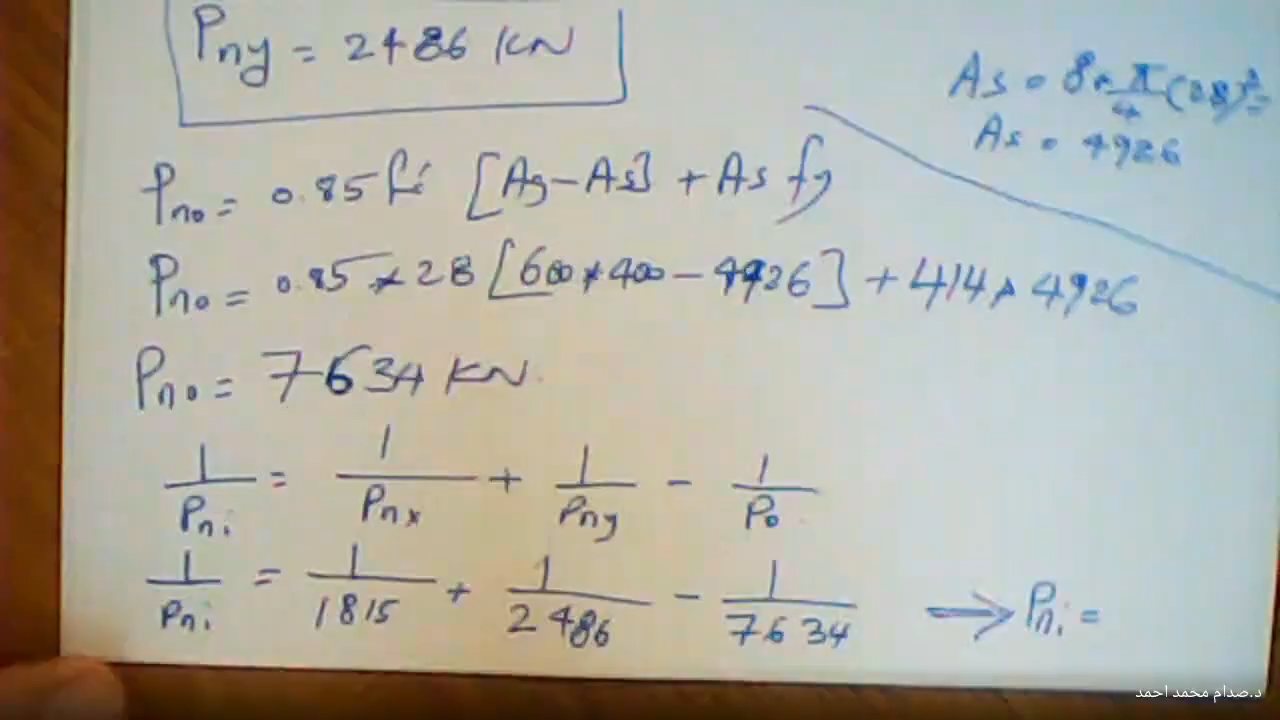 Pny = 2486 KN
As = 8 * π/4 (28)² =
As = 4926
Pno = 0.85 fc' [Ag - As] + As fy
Pno = 0.85 * 28 [600 * 400 - 4926] + 414 * 4926
Pno = 7634 KN.
1/Pni = 1/Pnx + 1/Pny - 1/Po
1/Pni = 1/1815 + 1/2486 - 1/7634 ⇒ Pni =
د.صدام محمد احمد